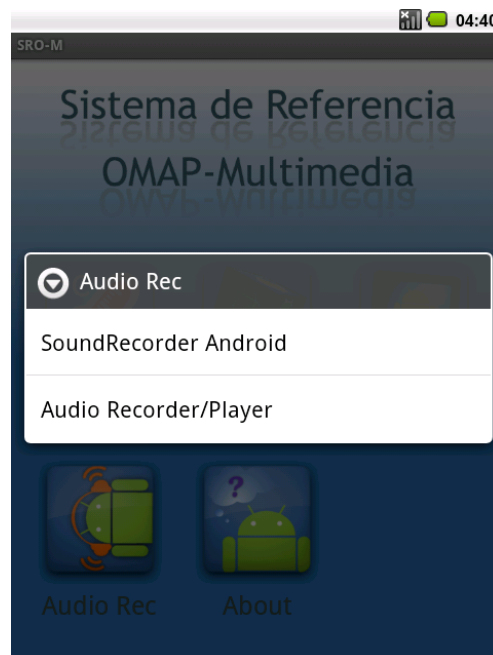 04:40
SRO-M
Sistema de Referencia
OMAP-Multimedia
Audio Rec
SoundRecorder Android
Audio Recorder/Player
?
Audio Rec
About